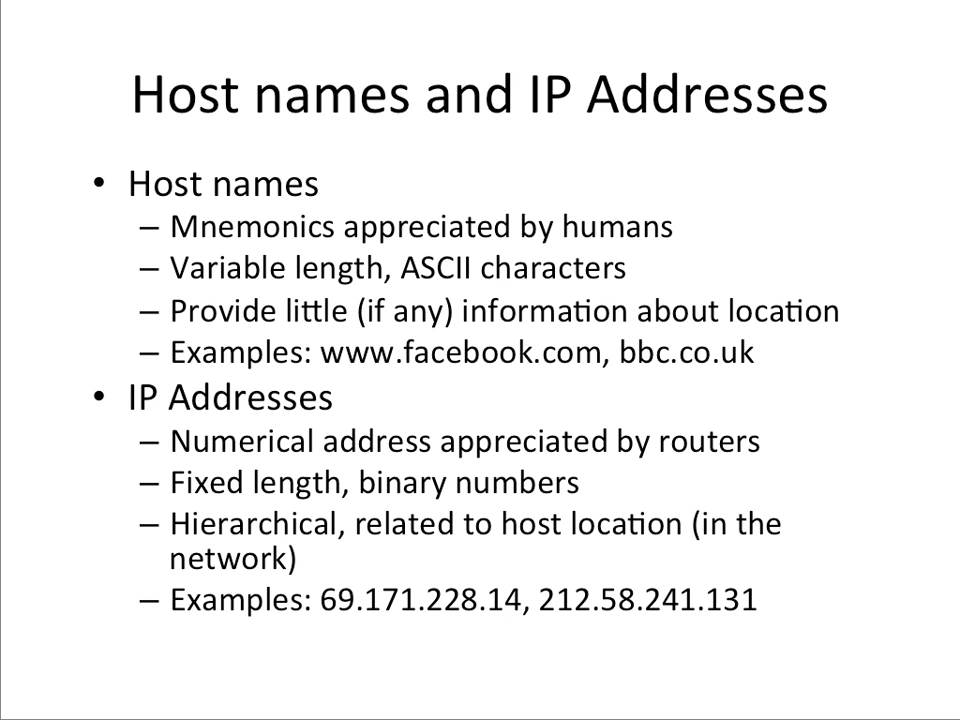 Host names and IP Addresses
• Host names
– Mnemonics appreciated by humans
– Variable length, ASCII characters
– Provide little (if any) information about location
– Examples: www.facebook.com, bbc.co.uk
• IP Addresses
– Numerical address appreciated by routers
– Fixed length, binary numbers
– Hierarchical, related to host location (in the
network)
– Examples: 69.171.228.14, 212.58.241.131